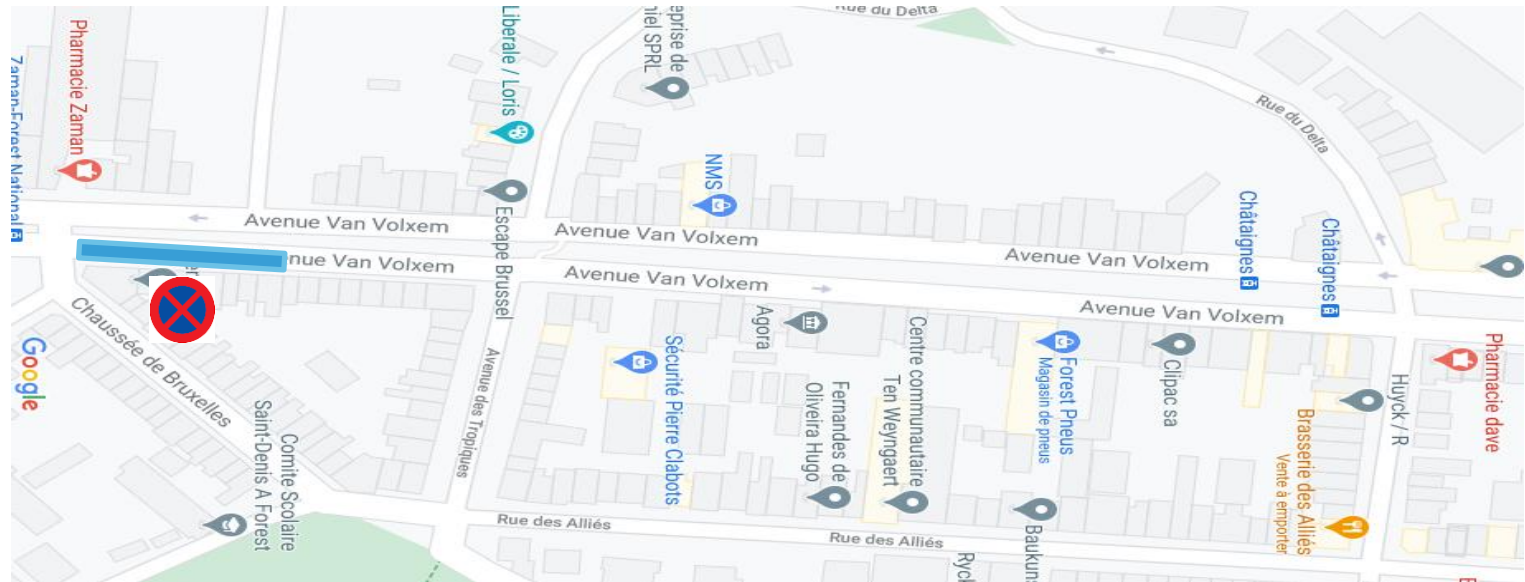 Rue du Delta
Rue du Delta
Pharmacie Zaman
Zaman-Forest National
Liberale / Loris
eprise de
niel SPRL
NMS
Escape Brussel
Avenue Van Volxem
Avenue Van Volxem
Avenue Van Volxem
Avenue Van Volxem
nue Van Volxem
Avenue Van Volxem
Châtaignes
Châtaignes
er
Agora
Sécurité Pierre Clabots
Avenue des Tropiques
Fernandes de
Oliveira Hugo
Centre communautaire
Ten Weyngaert
Forest Pneus
Magasin de pneus
Clipac sa
Huyck / R
Pharmacie dave
Brasserie des Alliés
Vente à emporter
Chaussée de Bruxelles
Google
Comite Scolaire
Saint-Denis A Forest
Rue des Alliés
Rue des Alliés
Baukun
Rych